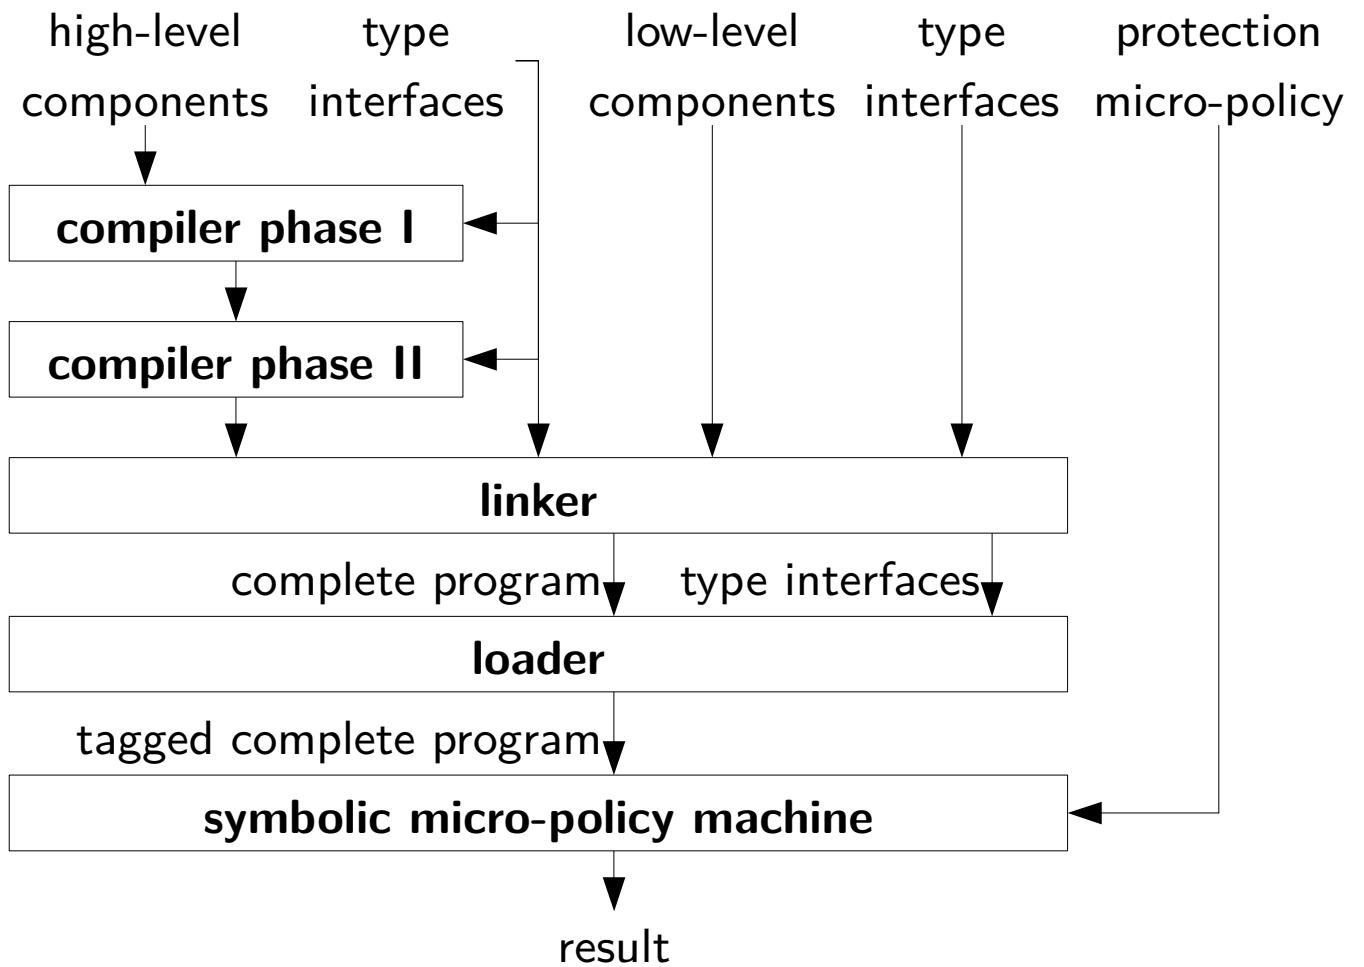 high-level
components
type
interfaces
low-level
components
type
interfaces
protection
micro-policy
compiler phase I
compiler phase II
linker
complete program
type interfaces
loader
tagged complete program
symbolic micro-policy machine
result